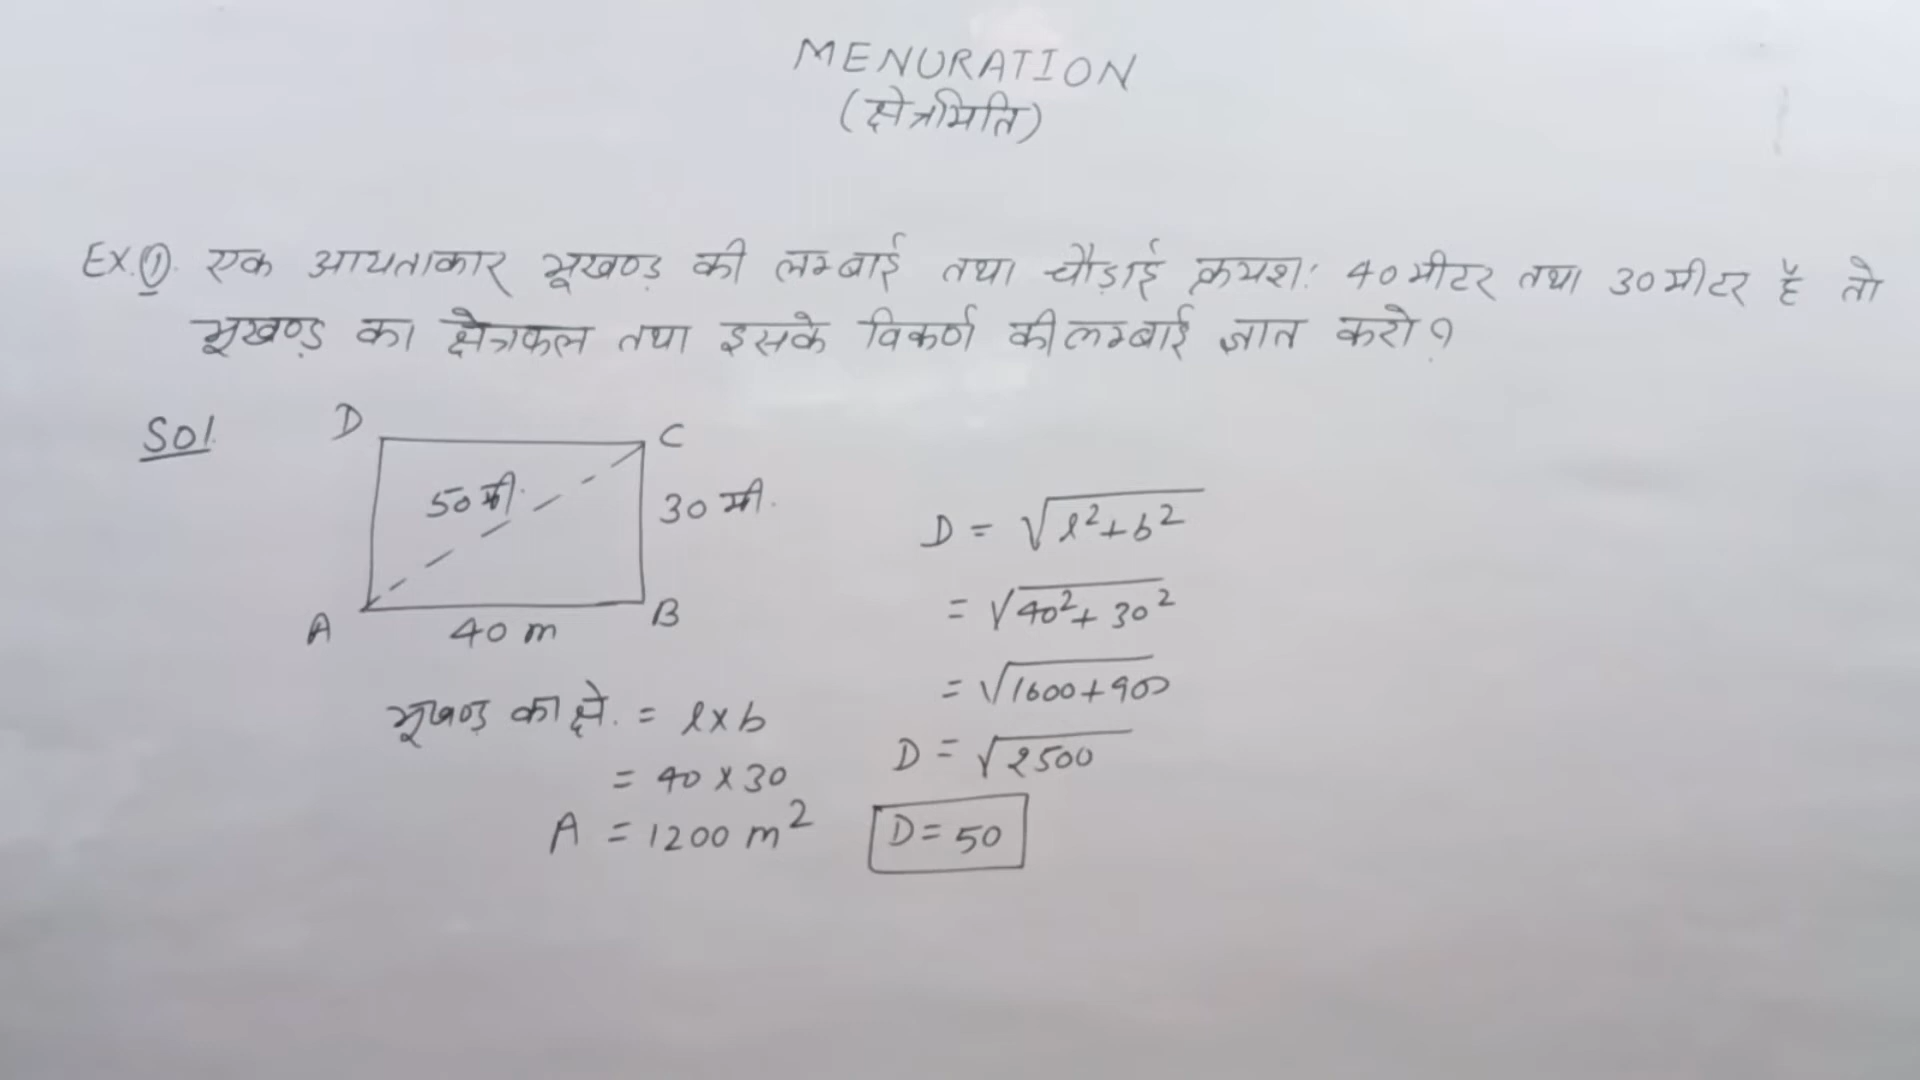 MENURATION
(क्षेत्रमिति)
EX.① एक आयताकार भूखण्ड़ की लम्बाई तथा चौड़ाई क्रमश: 40 मीटर तथा 30 मीटर है तो
भूखण्ड़ का क्षेत्रफल तथा इसके विकर्ण की लम्बाई ज्ञात करो ?
Sol.
D
C
50 मी.
30 मी.
A
40 m
B
भूखण्ड़ का क्षे. = l×b
= 40 × 30
A = 1200 m²
D = √l²+b²
= √40²+30²
= √1600+900
D = √2500
D = 50